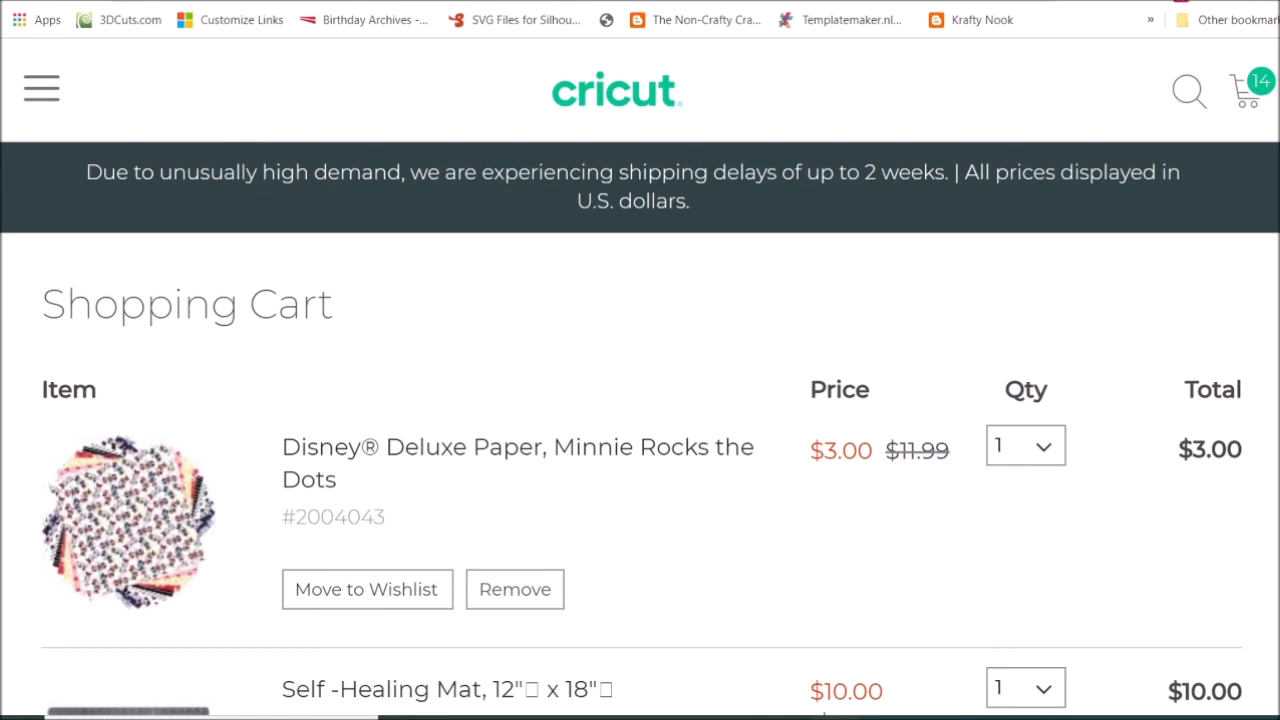 Apps 3DCuts.com Customize Links Birthday Archives -... SVG Files for Silhou... The Non-Crafty Cra... Templatemaker.nl... Krafty Nook » Other bookmar
cricut
14
Due to unusually high demand, we are experiencing shipping delays of up to 2 weeks. | All prices displayed in
U.S. dollars.
Shopping Cart
Item Price Qty Total
Disney® Deluxe Paper, Minnie Rocks the
Dots
$3.00 $11.99 1 $3.00
#2004043
Move to Wishlist Remove
Self -Healing Mat, 12"□ x 18"□ $10.00 1 $10.00